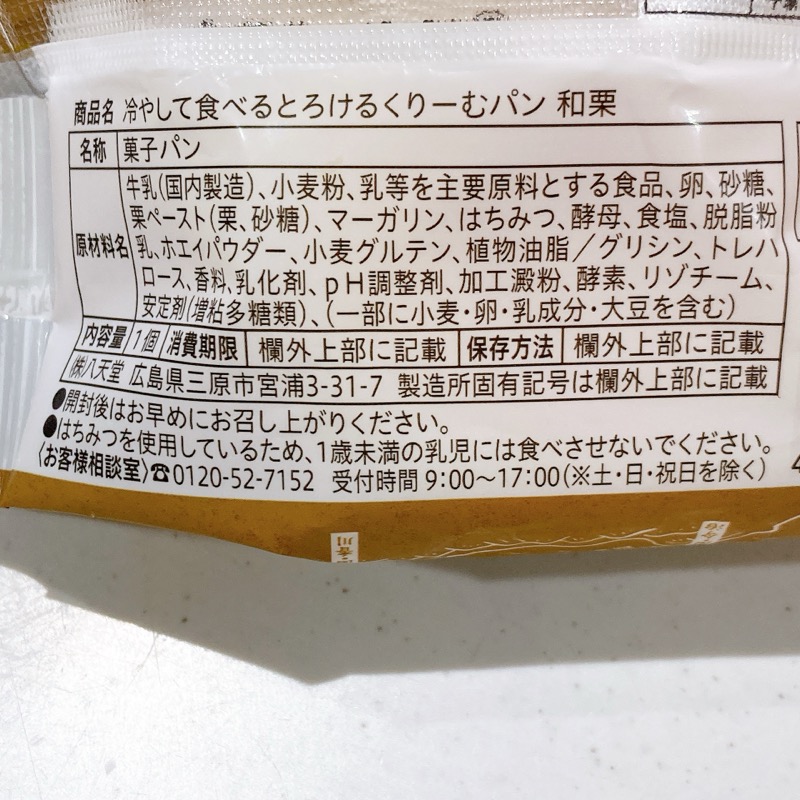 商品名 冷やして食べるとろけるくりーむパン 和栗
名称 菓子パン
原材料名 牛乳(国内製造)、小麦粉、乳等を主要原料とする食品、卵、砂糖、
栗ペースト(栗、砂糖)、マーガリン、はちみつ、酵母、食塩、脱脂粉
乳、ホエイパウダー、小麦グルテン、植物油脂/グリシン、トレハ
ロース、香料、乳化剤、pH調整剤、加工澱粉、酵素、リゾチーム、
安定剤(増粘多糖類)、(一部に小麦・卵・乳成分・大豆を含む)
内容量 1個 消費期限 欄外上部に記載 保存方法 欄外上部に記載
㈱八天堂 広島県三原市宮浦3-31-7 製造所固有記号は欄外上部に記載
●開封後はお早めにお召し上がりください。
●はちみつを使用しているため、1歳未満の乳児には食べさせないでください。
〈お客様相談室〉☎0120-52-7152 受付時間 9:00〜17:00(※土・日・祝日を除く)